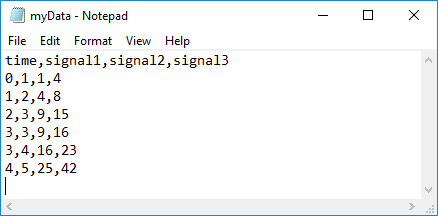 myData - Notepad
File Edit Format View Help
time,signal1,signal2,signal3
0,1,1,4
1,2,4,8
2,3,9,15
3,3,9,16
3,4,16,23
4,5,25,42